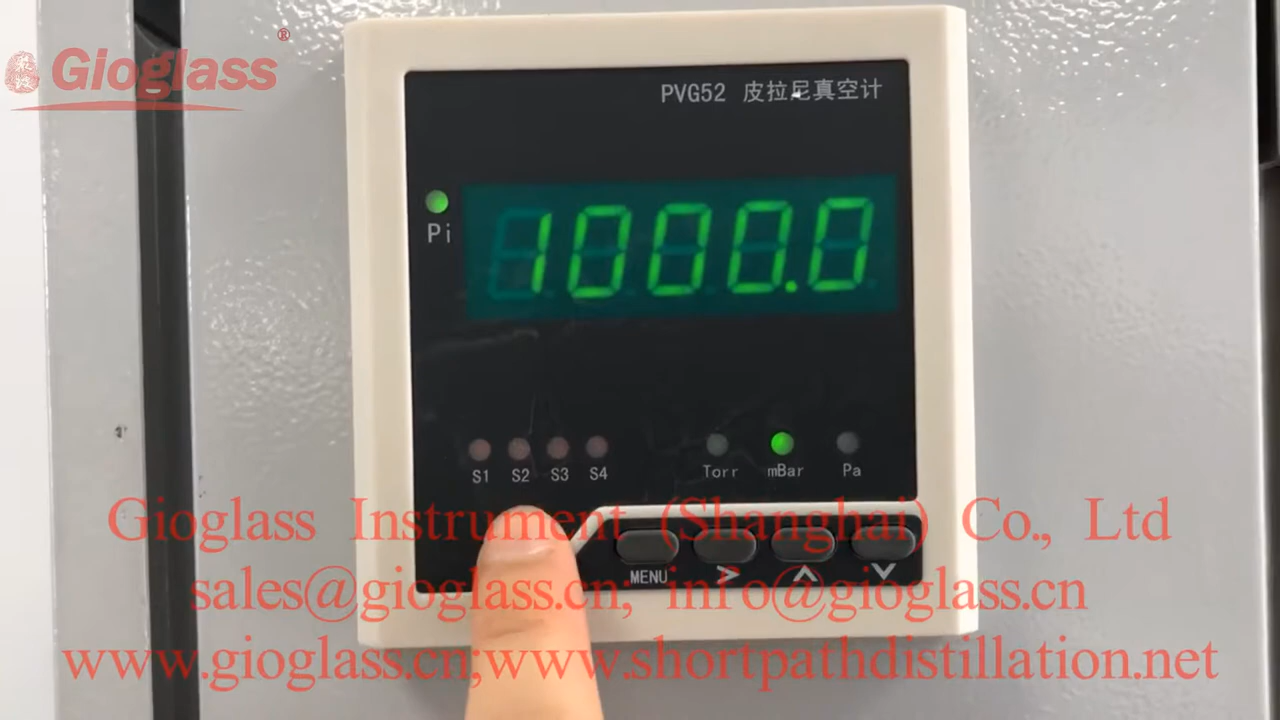 Gioglass®
PVG52 皮拉尼真空计
Pi
1000.0
S1 S2 S3 S4
Torr mBar Pa
Gioglass Instrument (Shanghai) Co., Ltd
MENU > ∧ ∨
sales@gioglass.cn; info@gioglass.cn
www.gioglass.cn;www.shortpathdistillation.net